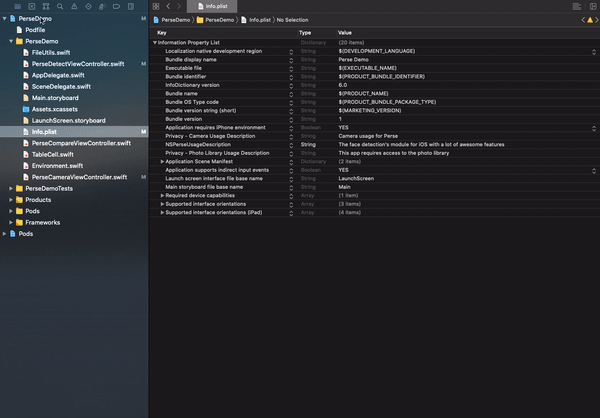 PerseDemo M
Podfile
PerseDemo
FileUtils.swift
PerseDetectViewController.swift M
AppDelegate.swift
SceneDelegate.swift
Main.storyboard
Assets.xcassets
LaunchScreen.storyboard
Info.plist M
PerseCompareViewController.swift
TableCell.swift
Environment.swift
PerseCameraViewController.swift M
PerseDemoTests
Products
Pods
Frameworks
Pods
Info.plist
PerseDemo PerseDemo Info.plist No Selection
Key Type Value
Information Property List Dictionary (20 items)
Localization native development region String $(DEVELOPMENT_LANGUAGE)
Bundle display name String Perse Demo
Executable file String $(EXECUTABLE_NAME)
Bundle identifier String $(PRODUCT_BUNDLE_IDENTIFIER)
InfoDictionary version String 6.0
Bundle name String $(PRODUCT_NAME)
Bundle OS Type code String $(PRODUCT_BUNDLE_PACKAGE_TYPE)
Bundle version string (short) String $(MARKETING_VERSION)
Bundle version String 1
Application requires iPhone environment Boolean YES
Privacy - Camera Usage Description String Camera usage for Perse
NSPerseUsageDescription String The face detection's module for iOS with a lot of awesome features
Privacy - Photo Library Usage Description String This app requires access to the photo library
Application Scene Manifest Dictionary (2 items)
Application supports indirect input events Boolean YES
Launch screen interface file base name String LaunchScreen
Main storyboard file base name String Main
Required device capabilities Array (1 item)
Supported interface orientations Array (3 items)
Supported interface orientations (iPad) Array (4 items)